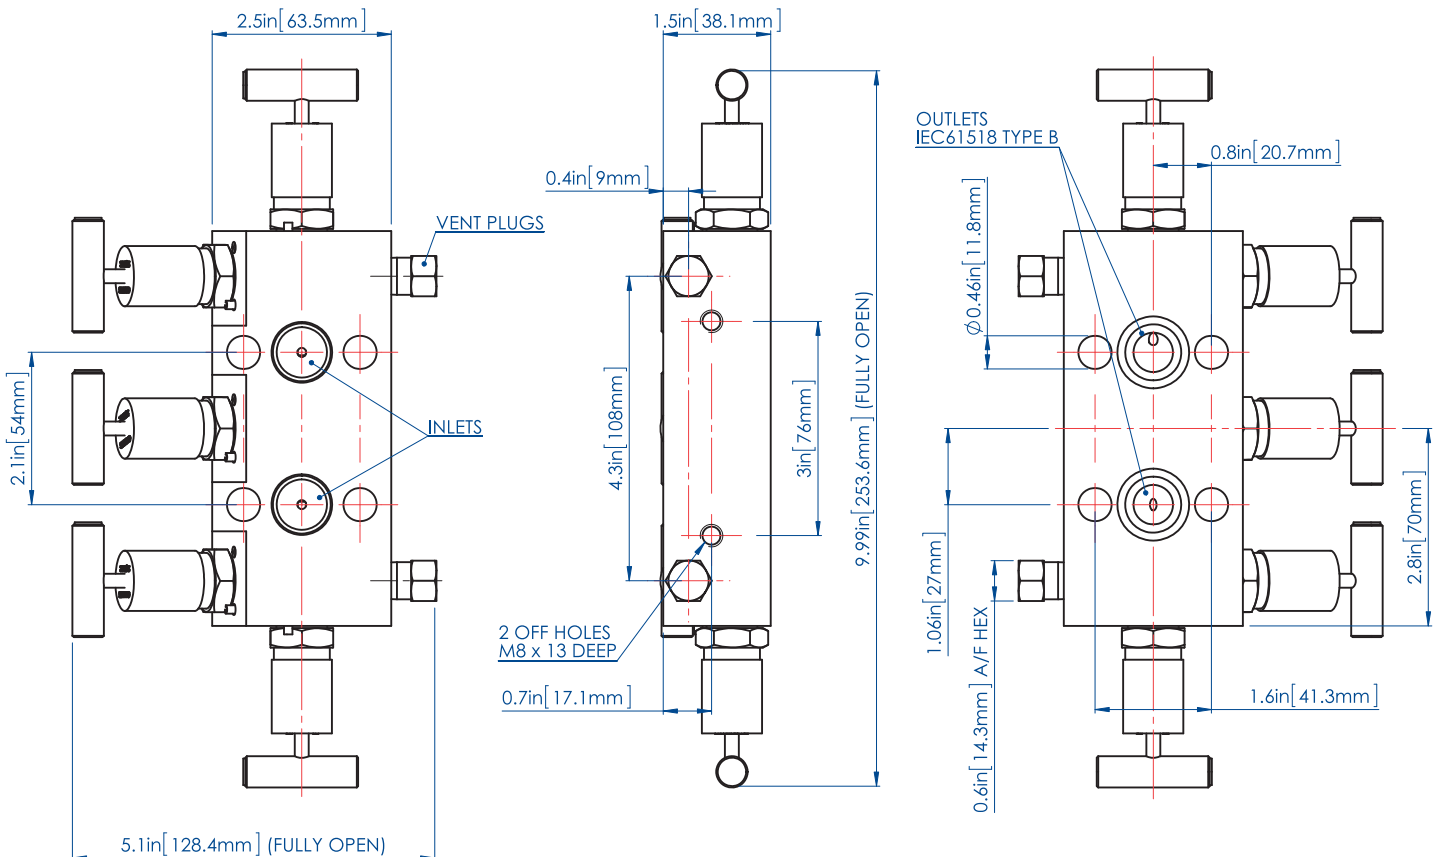 2.5in[63.5mm]
VENT PLUGS
INLETS
2.1in[54mm]
5.1in[128.4mm] (FULLY OPEN)
1.5in[38.1mm]
0.4in[9mm]
4.3in[108mm]
3in[76mm]
9.99in[253.6mm] (FULLY OPEN)
2 OFF HOLES
M8 x 13 DEEP
0.7in[17.1mm]
OUTLETS
IEC61518 TYPE B
0.8in[20.7mm]
Ø0.46in[11.8mm]
1.06in[27mm]
0.6in[14.3mm] A/F HEX
2.8in[70mm]
1.6in[41.3mm]